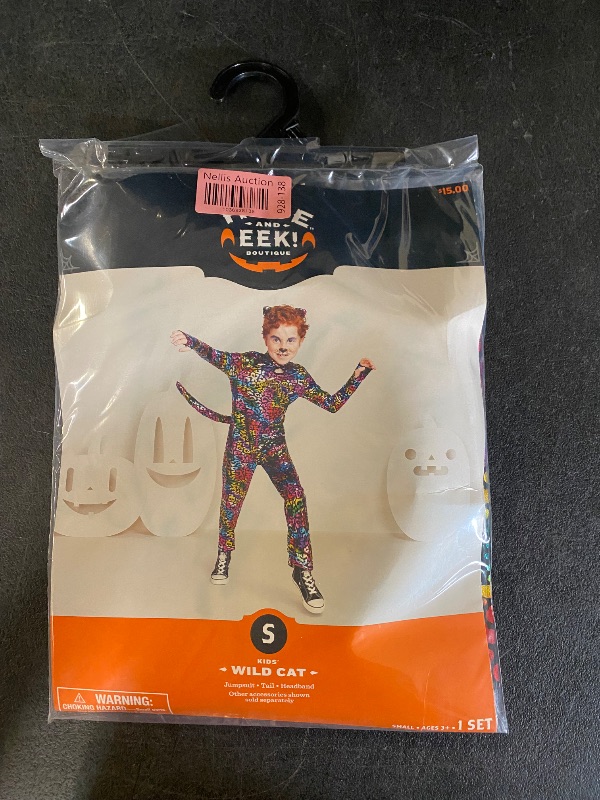 Nellis Auction
928-138
$15.00
AND
EEK!
BOUTIQUE
S
KIDS'
WILD CAT
Jumpsuit • Tail • Headband
Other accessories shown
sold separately
WARNING:
CHOKING HAZARD
SMALL • AGES 3+ • 1 SET